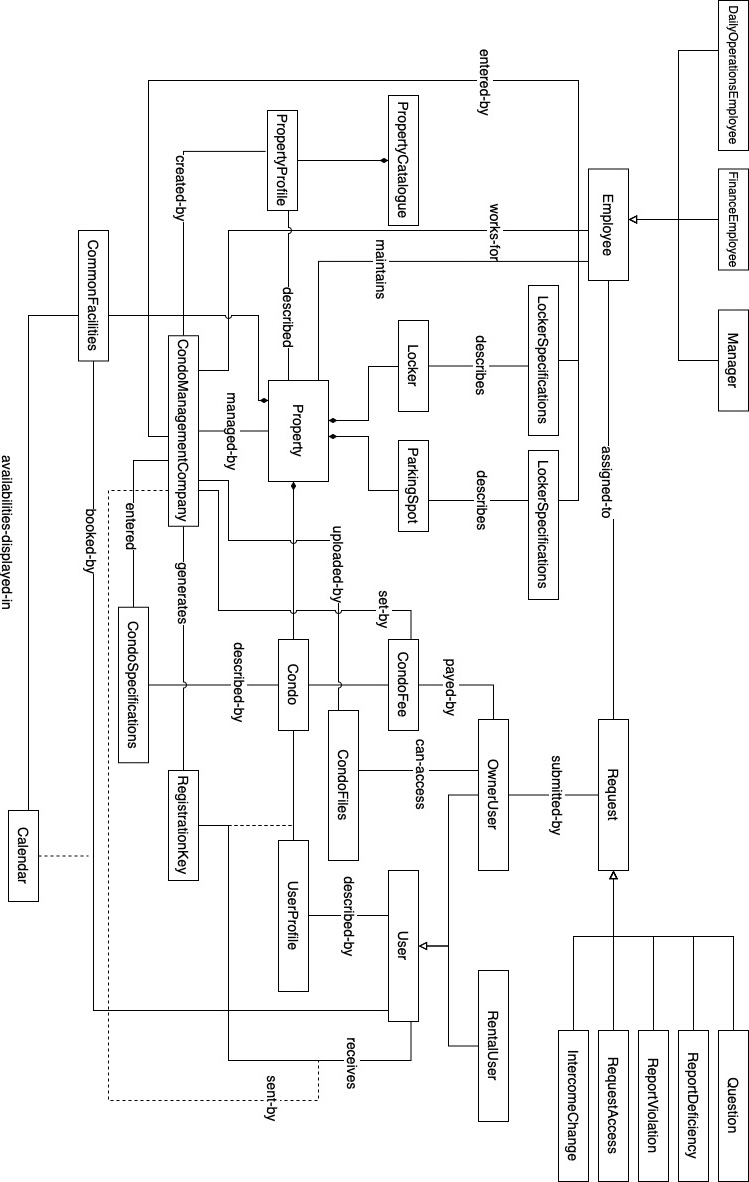 DailyOperationsEmployee
FinanceEmployee
Manager
Question
ReportDeficiency
ReportViolation
Employee
assigned-to
Request
RequestAccess
IntercomeChange
submitted-by
LockerSpecifications
LockerSpecifications
entered-by
works-for
OwnerUser
RentalUser
describes
describes
payed-by
can-access
Locker
ParkingSpot
PropertyCatalogue
CondoFee
User
maintains
set-by
described-by
receives
uploaded-by
CondoFiles
PropertyProfile
described
Property
Condo
UserProfile
sent-by
managed-by
described-by
created-by
CondoManagementCompany
generates
RegistrationKey
entered
CondoSpecifications
CommonFacilities
booked-by
Calendar
availabilities-displayed-in